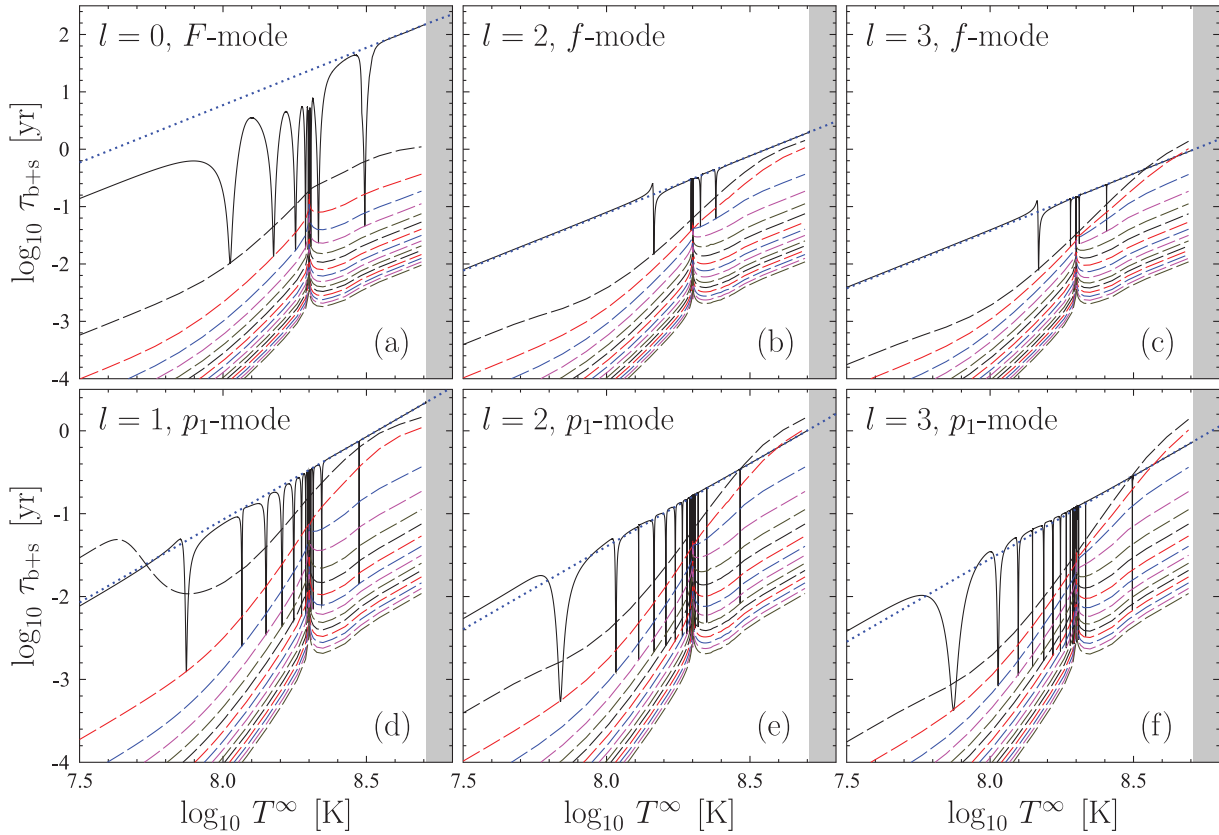 l = 0, F-mode
l = 2, f-mode
l = 3, f-mode
2
1
0
-1
-2
-3
-4
log₁₀ τ_b+s [yr]
(a)
(b)
(c)
l = 1, p₁-mode
l = 2, p₁-mode
l = 3, p₁-mode
0
-1
-2
-3
-4
log₁₀ τ_b+s [yr]
(d)
(e)
(f)
7.5 8.0 8.5 7.5 8.0 8.5 7.5 8.0 8.5
log₁₀ T^∞ [K]
log₁₀ T^∞ [K]
log₁₀ T^∞ [K]